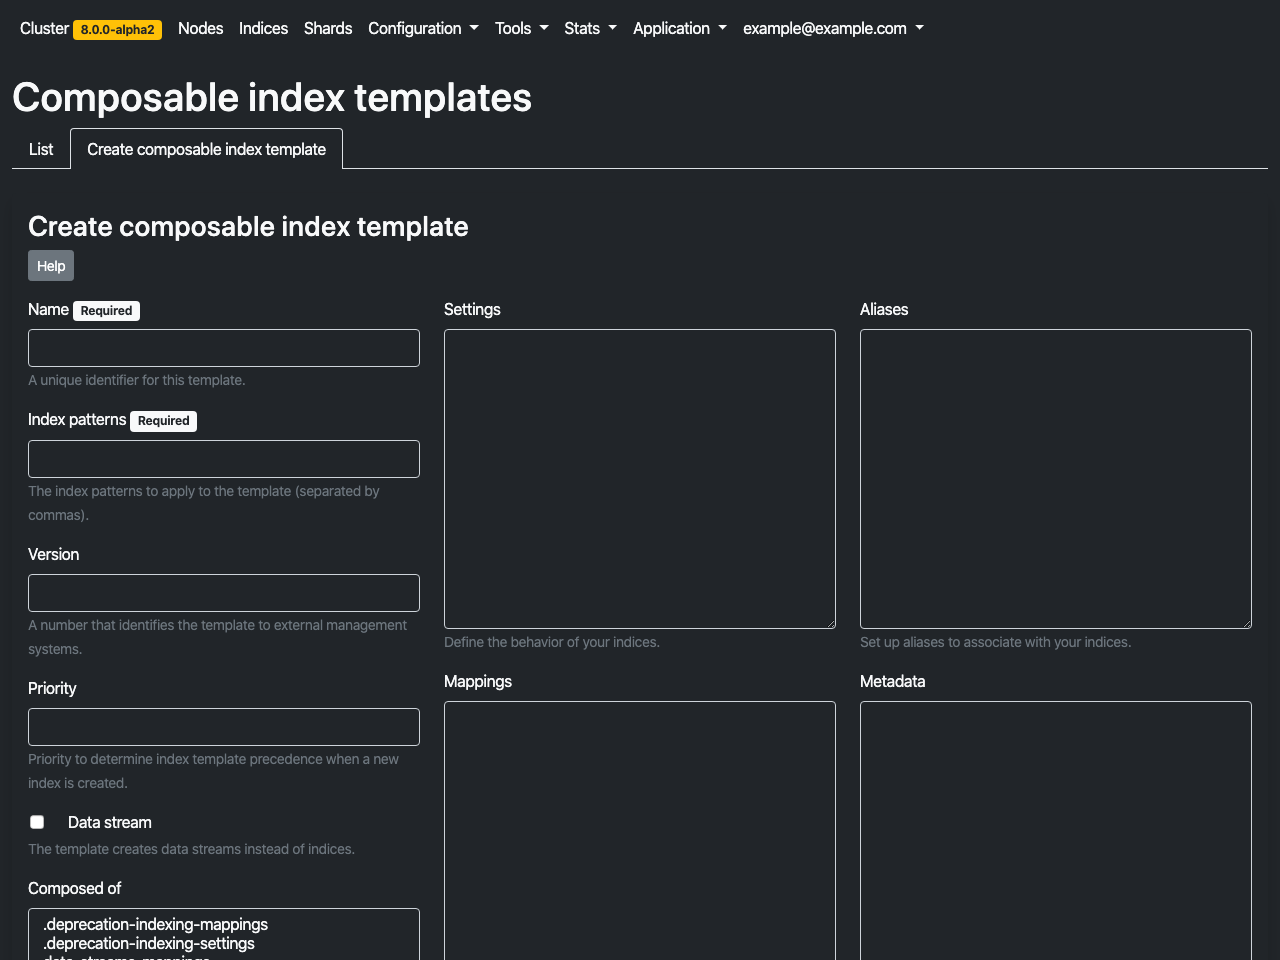 Cluster 8.0.0-alpha2 Nodes Indices Shards Configuration Tools Stats Application example@example.com
Composable index templates
List Create composable index template
Create composable index template
Help
Name Required
A unique identifier for this template.
Index patterns Required
The index patterns to apply to the template (separated by
commas).
Version
A number that identifies the template to external management
systems.
Priority
Priority to determine index template precedence when a new
index is created.
Data stream
The template creates data streams instead of indices.
Composed of
.deprecation-indexing-mappings
.deprecation-indexing-settings
data-streams-mappings
Settings
Define the behavior of your indices.
Mappings
Aliases
Set up aliases to associate with your indices.
Metadata